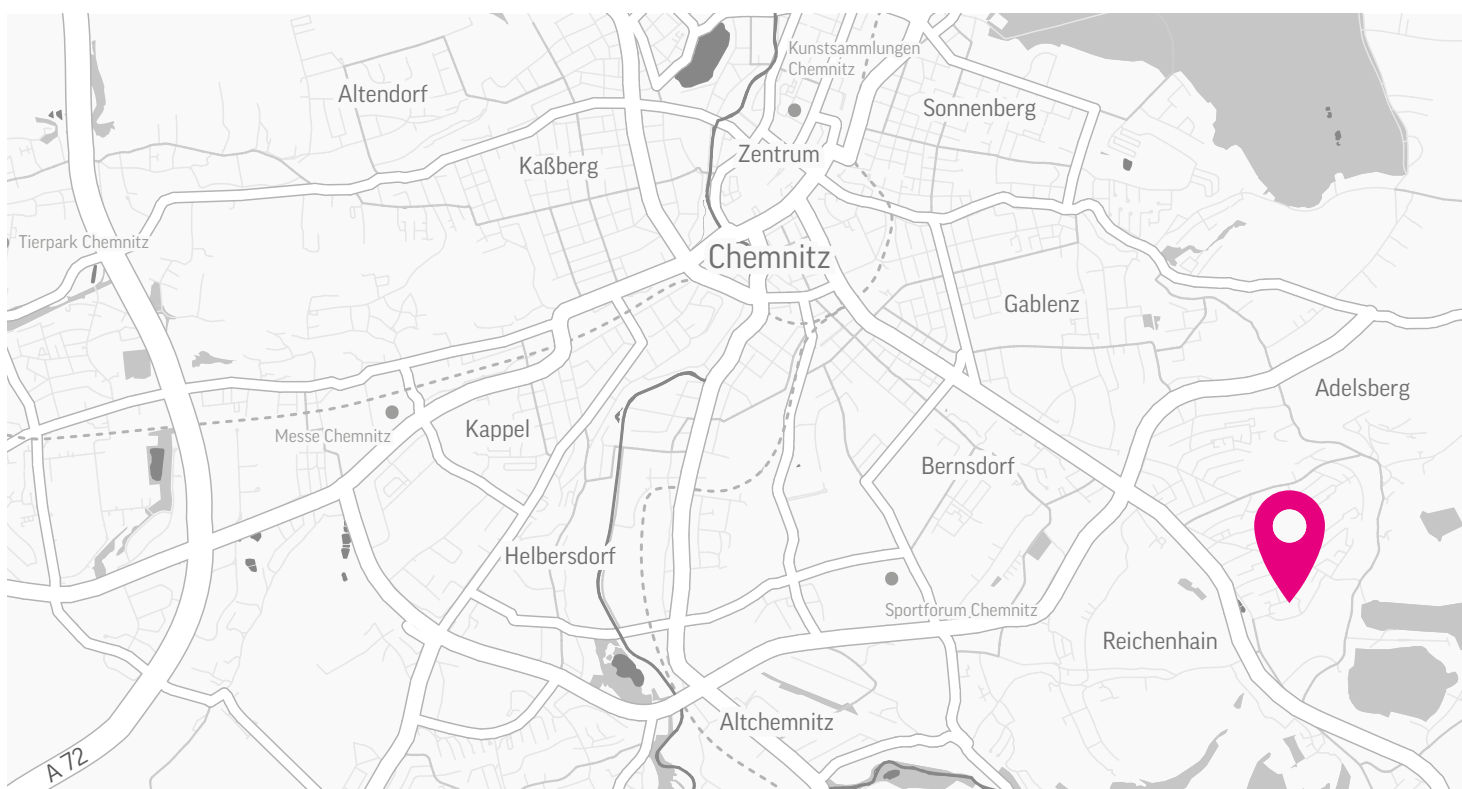 Kunstsammlungen
Chemnitz
Altendorf
Sonnenberg
Zentrum
Kaßberg
Tierpark Chemnitz
Chemnitz
Gablenz
Adelsberg
Messe Chemnitz
Kappel
Bernsdorf
Helbersdorf
Sportforum Chemnitz
Reichenhain
Altchemnitz
A 72